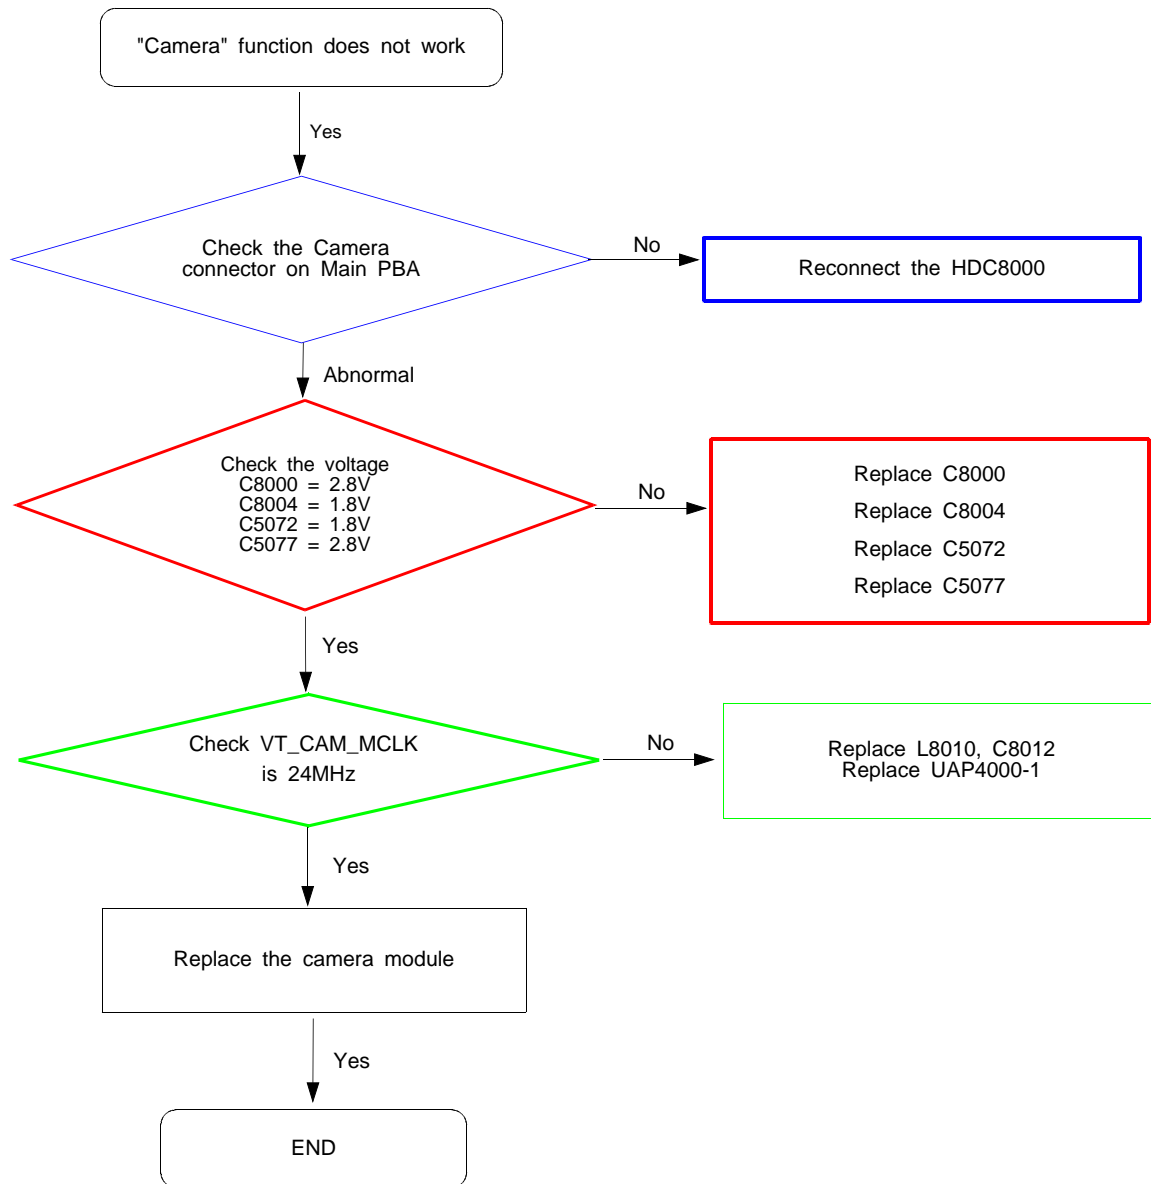 "Camera" function does not work
Yes
Check the Camera
connector on Main PBA
No
Reconnect the HDC8000
Abnormal
Check the voltage
C8000 = 2.8V
C8004 = 1.8V
C5072 = 1.8V
C5077 = 2.8V
No
Replace C8000
Replace C8004
Replace C5072
Replace C5077
Yes
Check VT_CAM_MCLK
is 24MHz
No
Replace L8010, C8012
Replace UAP4000-1
Yes
Replace the camera module
Yes
END